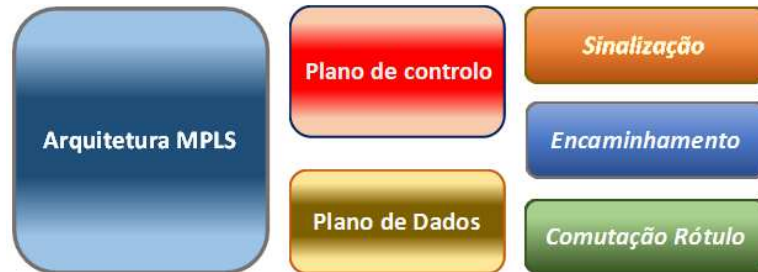 Arquitetura MPLS
Plano de controlo
Plano de Dados
Sinalização
Encaminhamento
Comutação Rótulo